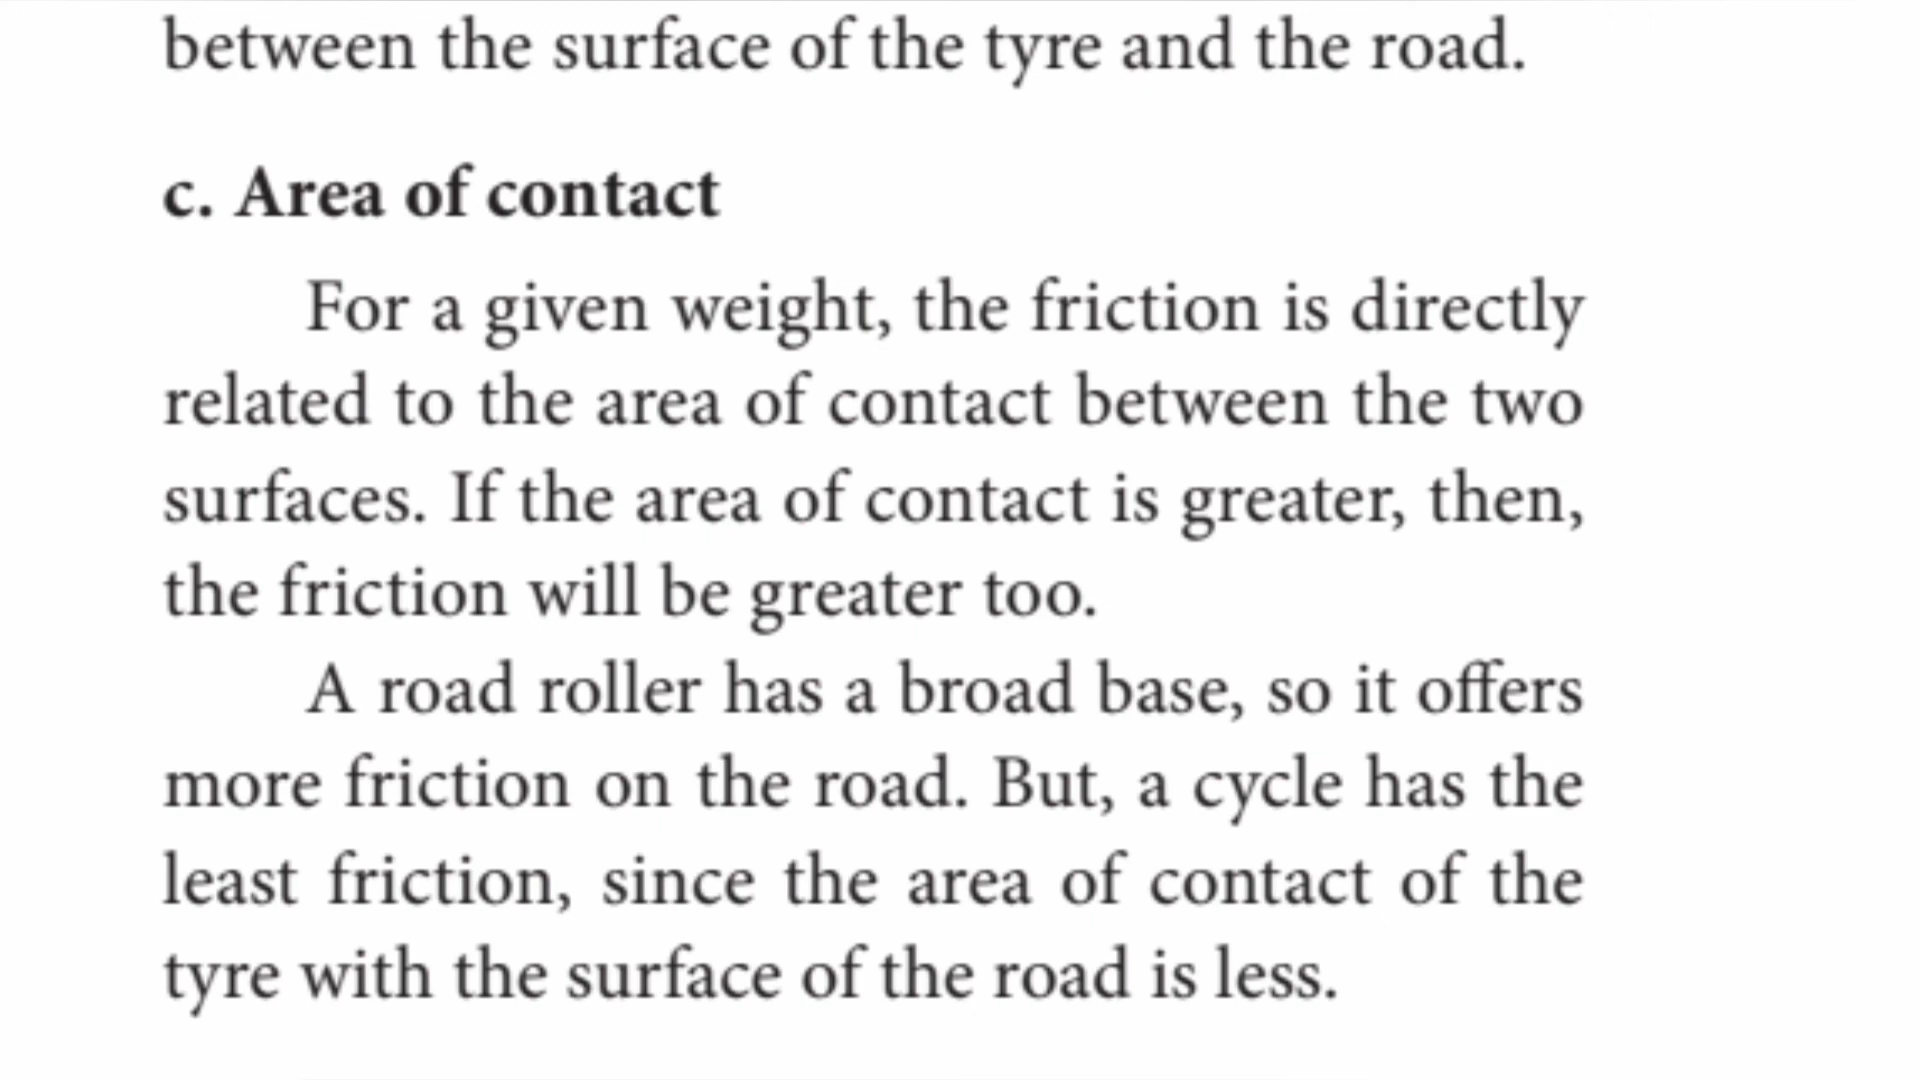 between the surface of the tyre and the road.
c. Area of contact
For a given weight, the friction is directly
related to the area of contact between the two
surfaces. If the area of contact is greater, then,
the friction will be greater too.
A road roller has a broad base, so it offers
more friction on the road. But, a cycle has the
least friction, since the area of contact of the
tyre with the surface of the road is less.